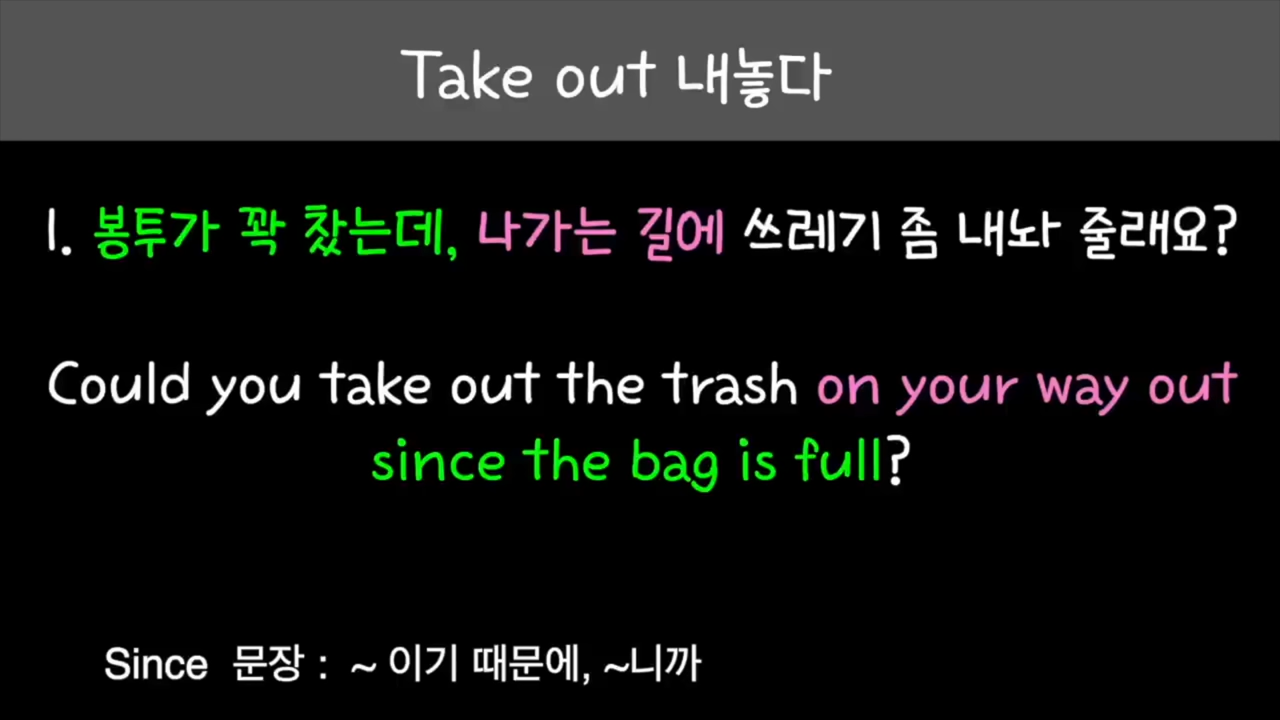 Take out 내놓다
1. 봉투가 꽉 찼는데, 나가는 길에 쓰레기 좀 내놔 줄래요?
Could you take out the trash on your way out
since the bag is full?
Since 문장 : ~ 이기 때문에, ~니까